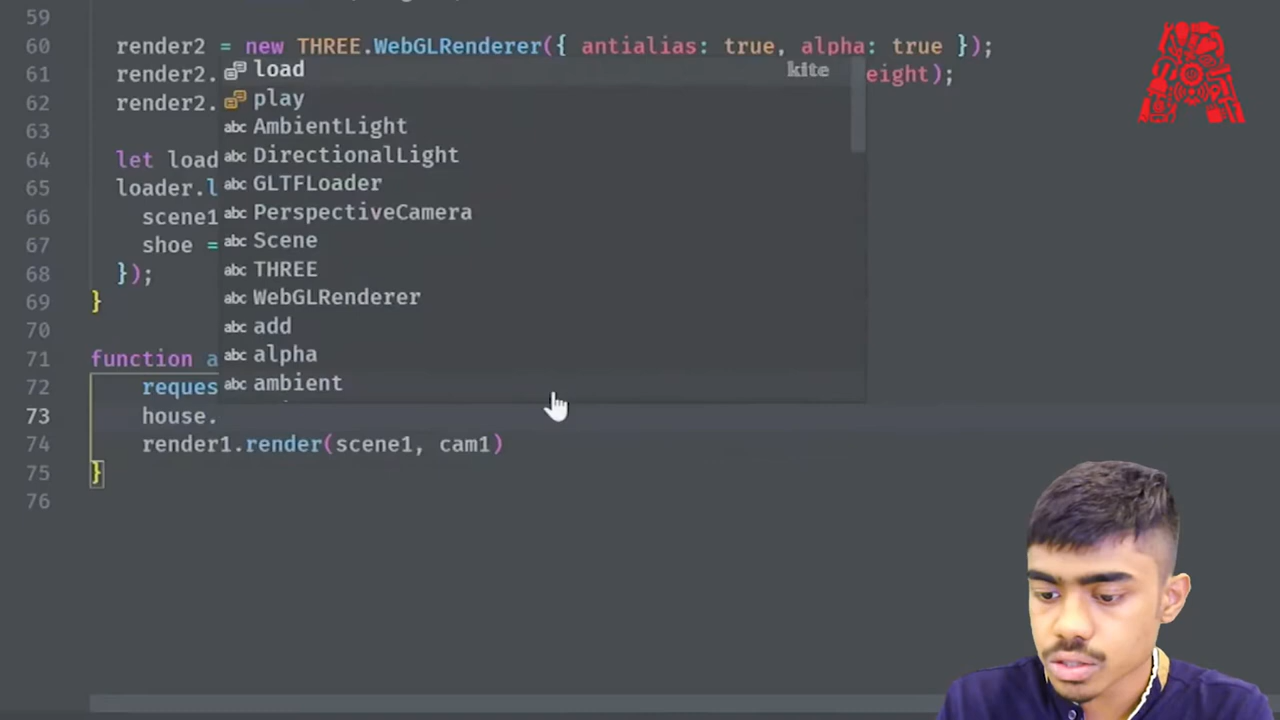 59
60 render2 = new THREE.WebGLRenderer({ antialias: true, alpha: true });
61 render2. eight);
load kite
62 render2.
play
63
AmbientLight
64 let load
DirectionalLight
65 loader.l
GLTFLoader
66 scene1
PerspectiveCamera
67 shoe =
Scene
68 });
THREE
69 }
WebGLRenderer
70
add
71 function a
alpha
72 reques
ambient
73 house.
74 render1.render(scene1, cam1)
75 }
76